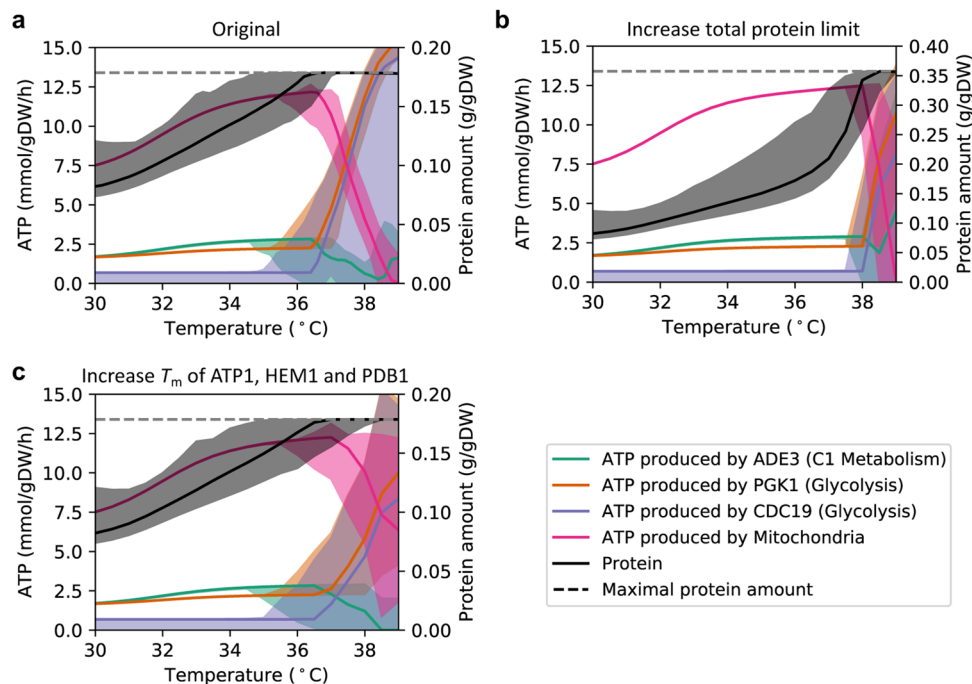 a
Original
15.0
12.5
10.0
7.5
5.0
2.5
0.0
ATP (mmol/gDW/h)
0.20
0.15
0.10
0.05
0.00
Protein amount (g/gDW)
30 32 34 36 38
Temperature (°C)
b
Increase total protein limit
15.0
12.5
10.0
7.5
5.0
2.5
0.0
ATP (mmol/gDW/h)
0.40
0.35
0.30
0.25
0.20
0.15
0.10
0.05
0.00
Protein amount (g/gDW)
30 32 34 36 38
Temperature (°C)
c
Increase Tm of ATP1, HEM1 and PDB1
15.0
12.5
10.0
7.5
5.0
2.5
0.0
ATP (mmol/gDW/h)
0.20
0.15
0.10
0.05
0.00
Protein amount (g/gDW)
30 32 34 36 38
Temperature (°C)
ATP produced by ADE3 (C1 Metabolism)
ATP produced by PGK1 (Glycolysis)
ATP produced by CDC19 (Glycolysis)
ATP produced by Mitochondria
Protein
Maximal protein amount